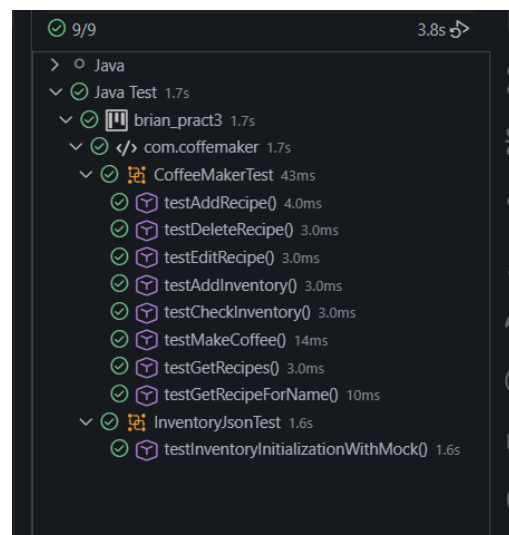 9/9 3.8s
Java
Java Test 1.7s
brian_pract3 1.7s
com.coffemaker 1.7s
CoffeeMakerTest 43ms
testAddRecipe() 4.0ms
testDeleteRecipe() 3.0ms
testEditRecipe() 3.0ms
testAddInventory() 3.0ms
testCheckInventory() 3.0ms
testMakeCoffee() 14ms
testGetRecipes() 3.0ms
testGetRecipeForName() 10ms
InventoryJsonTest 1.6s
testInventoryInitializationWithMock() 1.6s